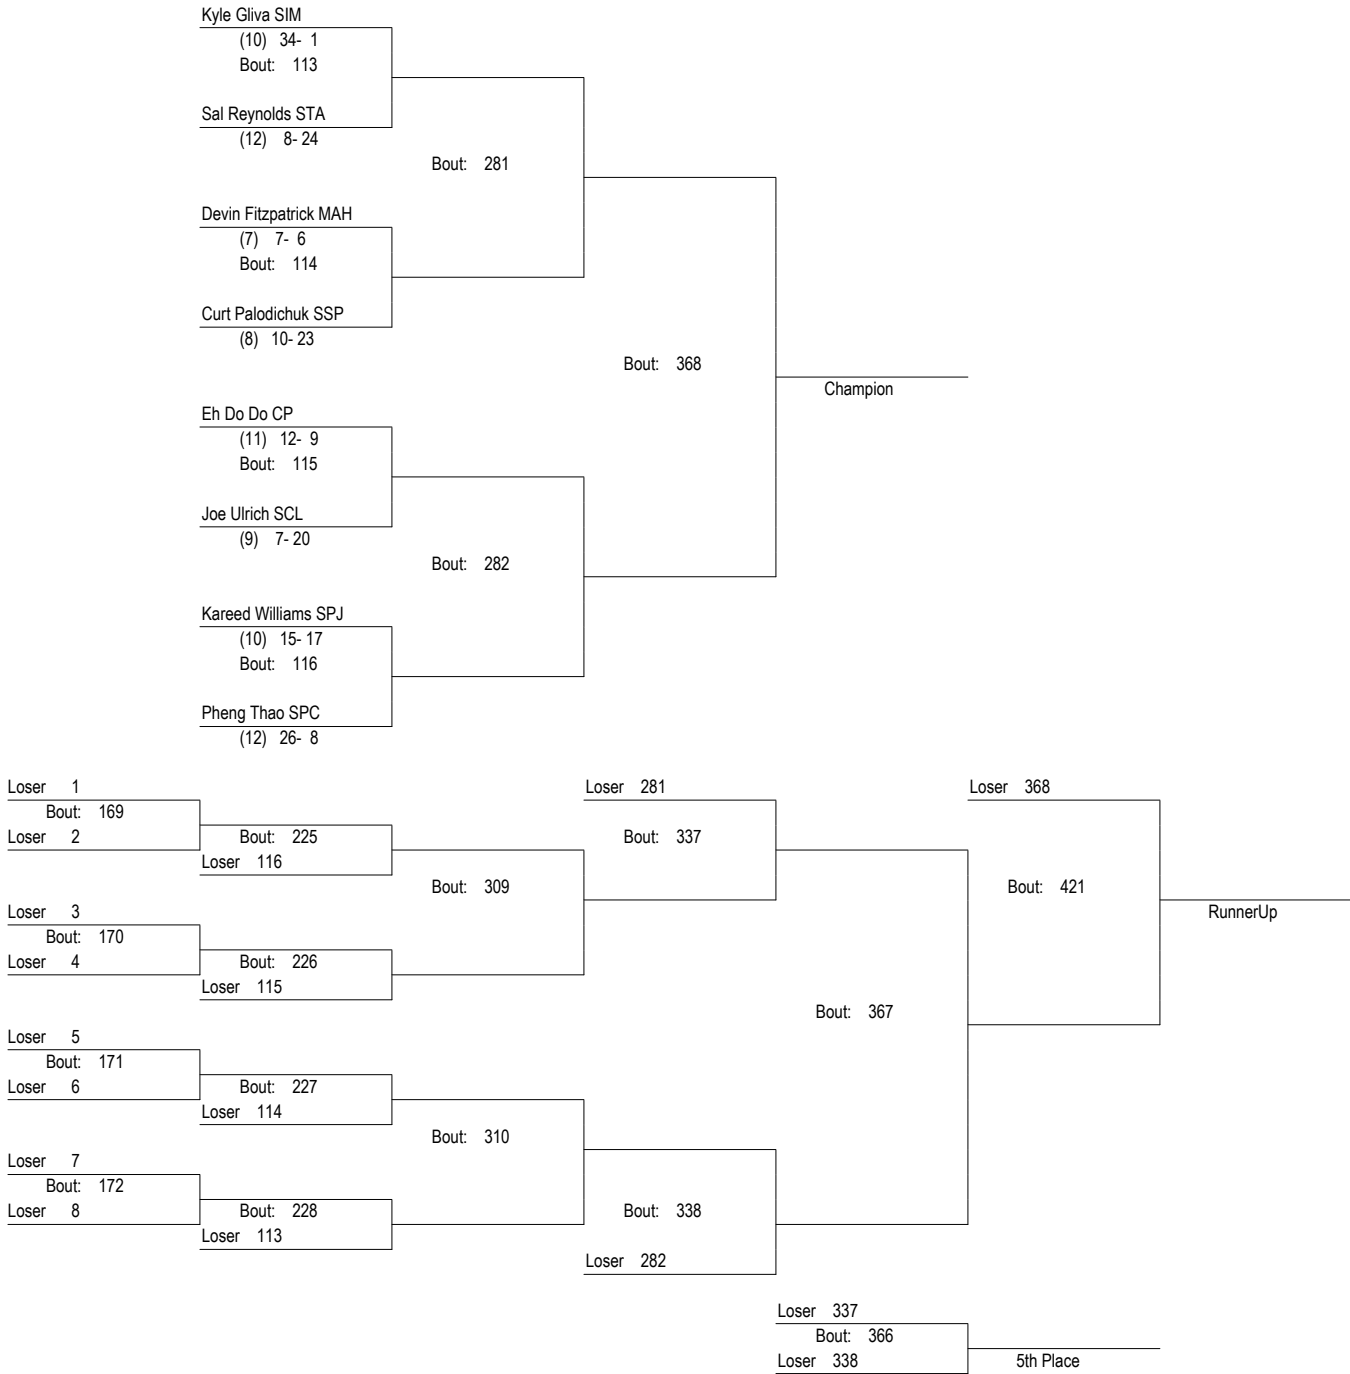 Kyle Gliva SIM
(10) 34- 1
Bout: 113
Sal Reynolds STA
(12) 8- 24
Bout: 281
Devin Fitzpatrick MAH
(7) 7- 6
Bout: 114
Curt Palodichuk SSP
(8) 10- 23
Bout: 368
Champion
Eh Do Do CP
(11) 12- 9
Bout: 115
Joe Ulrich SCL
(9) 7- 20
Bout: 282
Kareed Williams SPJ
(10) 15- 17
Bout: 116
Pheng Thao SPC
(12) 26- 8
Loser 1
Bout: 169
Loser 2
Bout: 225
Loser 116
Bout: 309
Loser 281
Bout: 337
Loser 368
Bout: 421
RunnerUp
Loser 3
Bout: 170
Loser 4
Bout: 226
Loser 115
Bout: 367
Loser 5
Bout: 171
Loser 6
Bout: 227
Loser 114
Bout: 310
Loser 7
Bout: 172
Loser 8
Bout: 228
Loser 113
Bout: 338
Loser 282
Loser 337
Bout: 366
Loser 338
5th Place